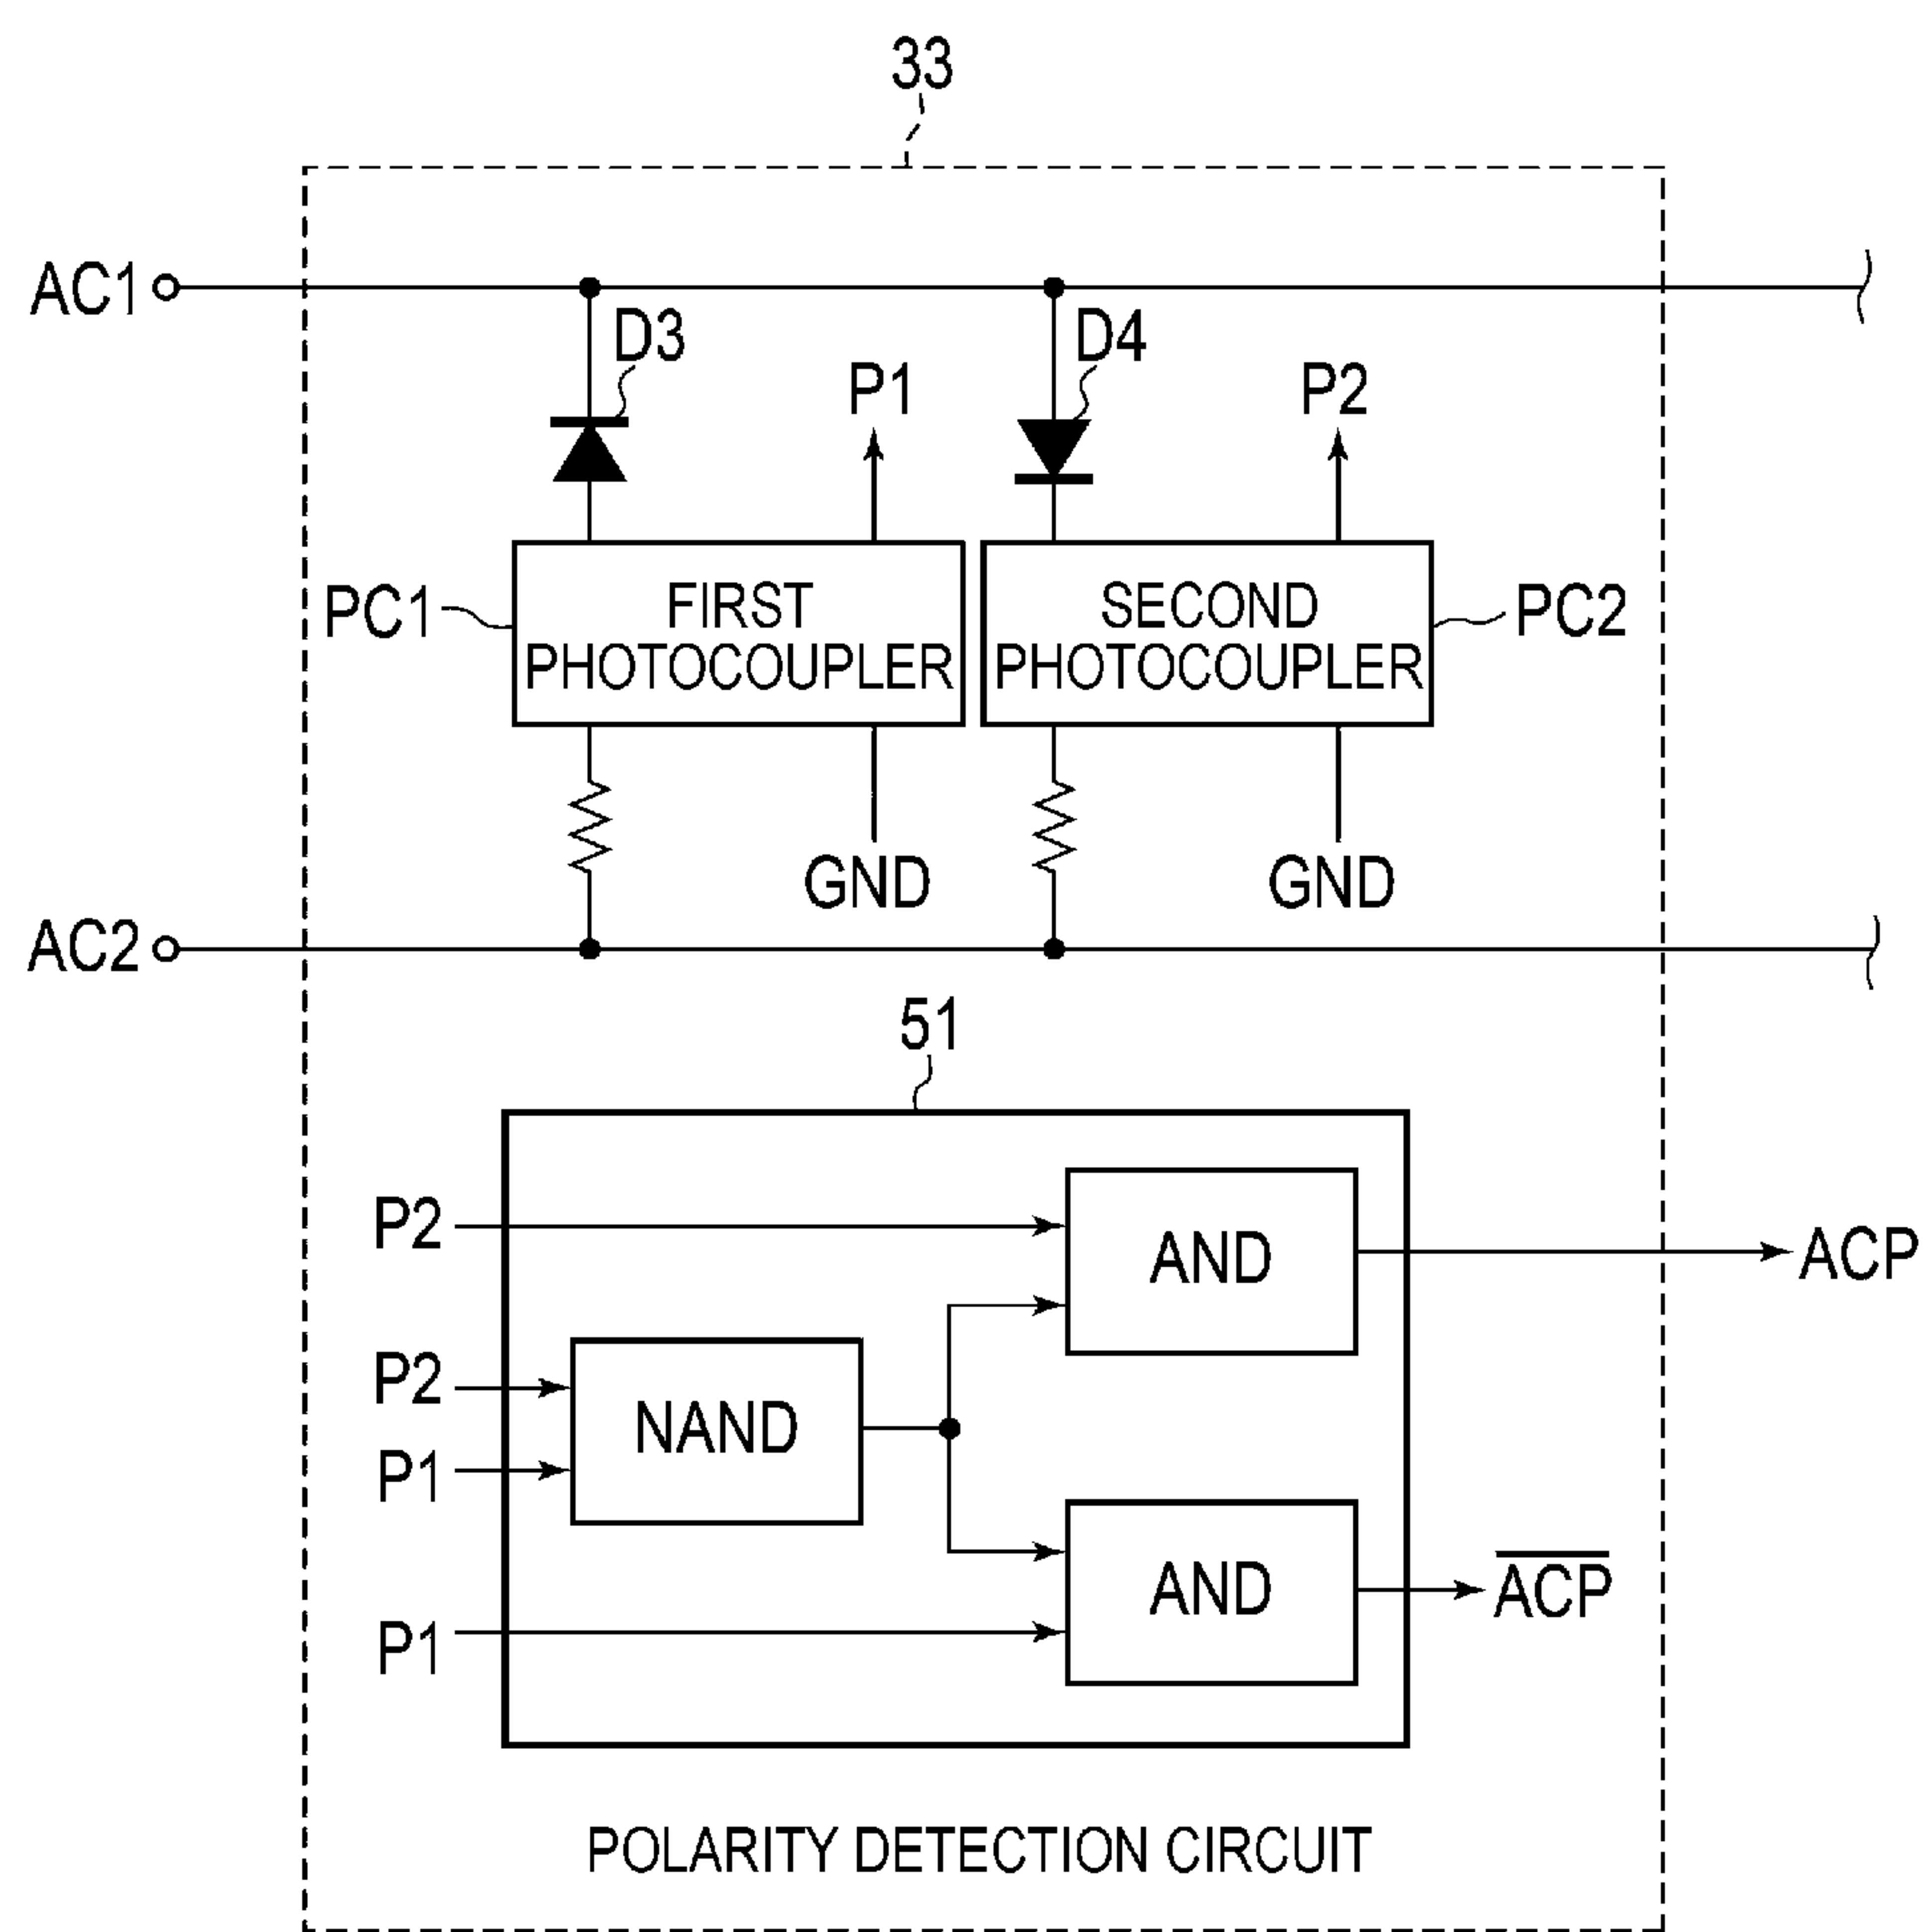 33
AC1
D3
D4
P1
P2
PC1
FIRST
PHOTOCOUPLER
SECOND
PHOTOCOUPLER
PC2
GND
GND
AC2
51
P2
AND
ACP
P2
NAND
P1
AND
A̅C̅P̅
P1
POLARITY DETECTION CIRCUIT